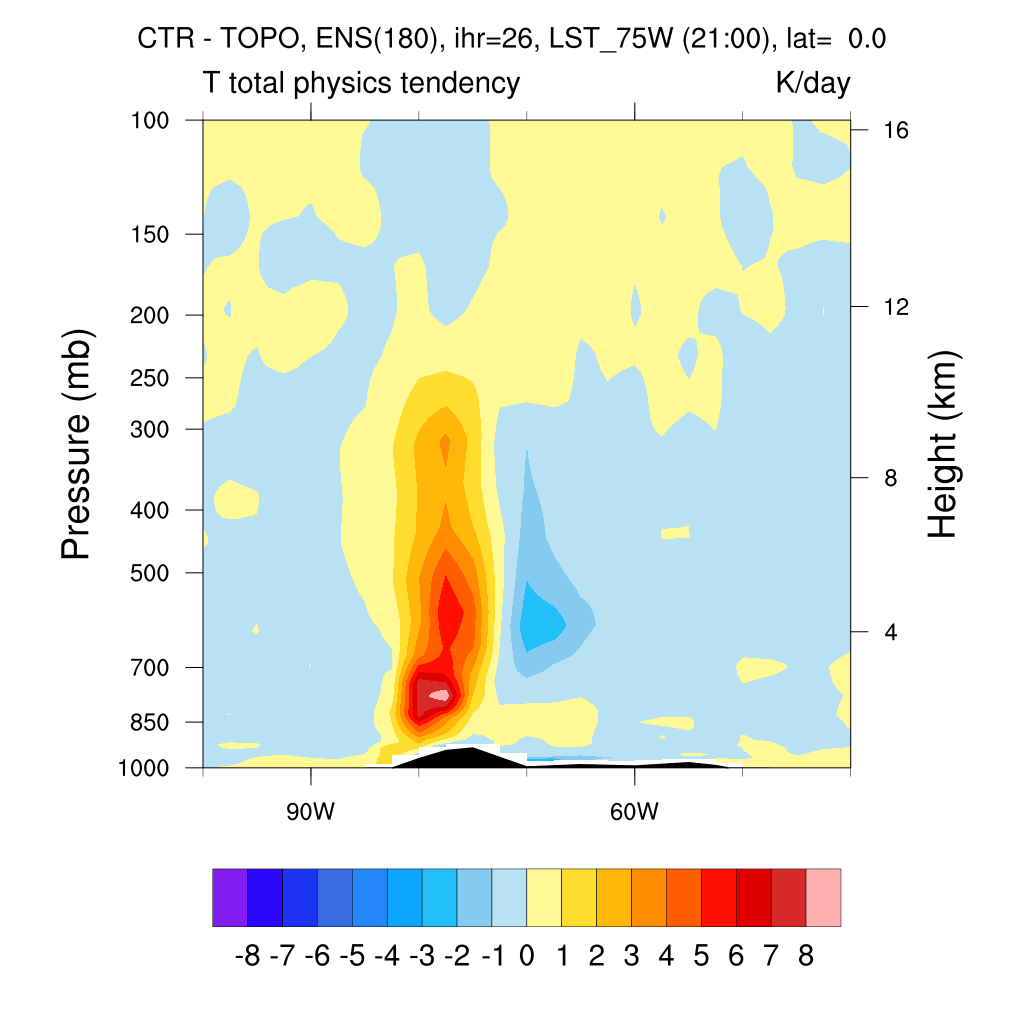 CTR - TOPO, ENS(180), ihr=26, LST_75W (21:00), lat=  0.0
T total physics tendency K/day
100
150
200
250
300
400
500
700
850
1000
Pressure (mb)
16
12
8
4
Height (km)
90W 60W
-8 -7 -6 -5 -4 -3 -2 -1 0 1 2 3 4 5 6 7 8